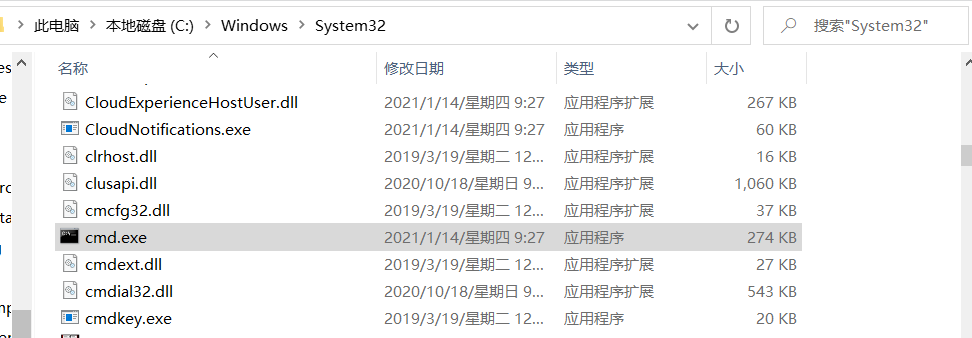 此电脑 > 本地磁盘 (C:) > Windows > System32
搜索"System32"
名称 修改日期 类型 大小
CloudExperienceHostUser.dll 2021/1/14/星期四 9:27 应用程序扩展 267 KB
CloudNotifications.exe 2021/1/14/星期四 9:27 应用程序 60 KB
clrhost.dll 2019/3/19/星期二 12... 应用程序扩展 16 KB
clusapi.dll 2020/10/18/星期日 9... 应用程序扩展 1,060 KB
cmcfg32.dll 2019/3/19/星期二 12... 应用程序扩展 37 KB
cmd.exe 2021/1/14/星期四 9:27 应用程序 274 KB
cmdext.dll 2019/3/19/星期二 12... 应用程序扩展 27 KB
cmdial32.dll 2020/10/18/星期日 9... 应用程序扩展 543 KB
cmdkey.exe 2019/3/19/星期二 12... 应用程序 20 KB